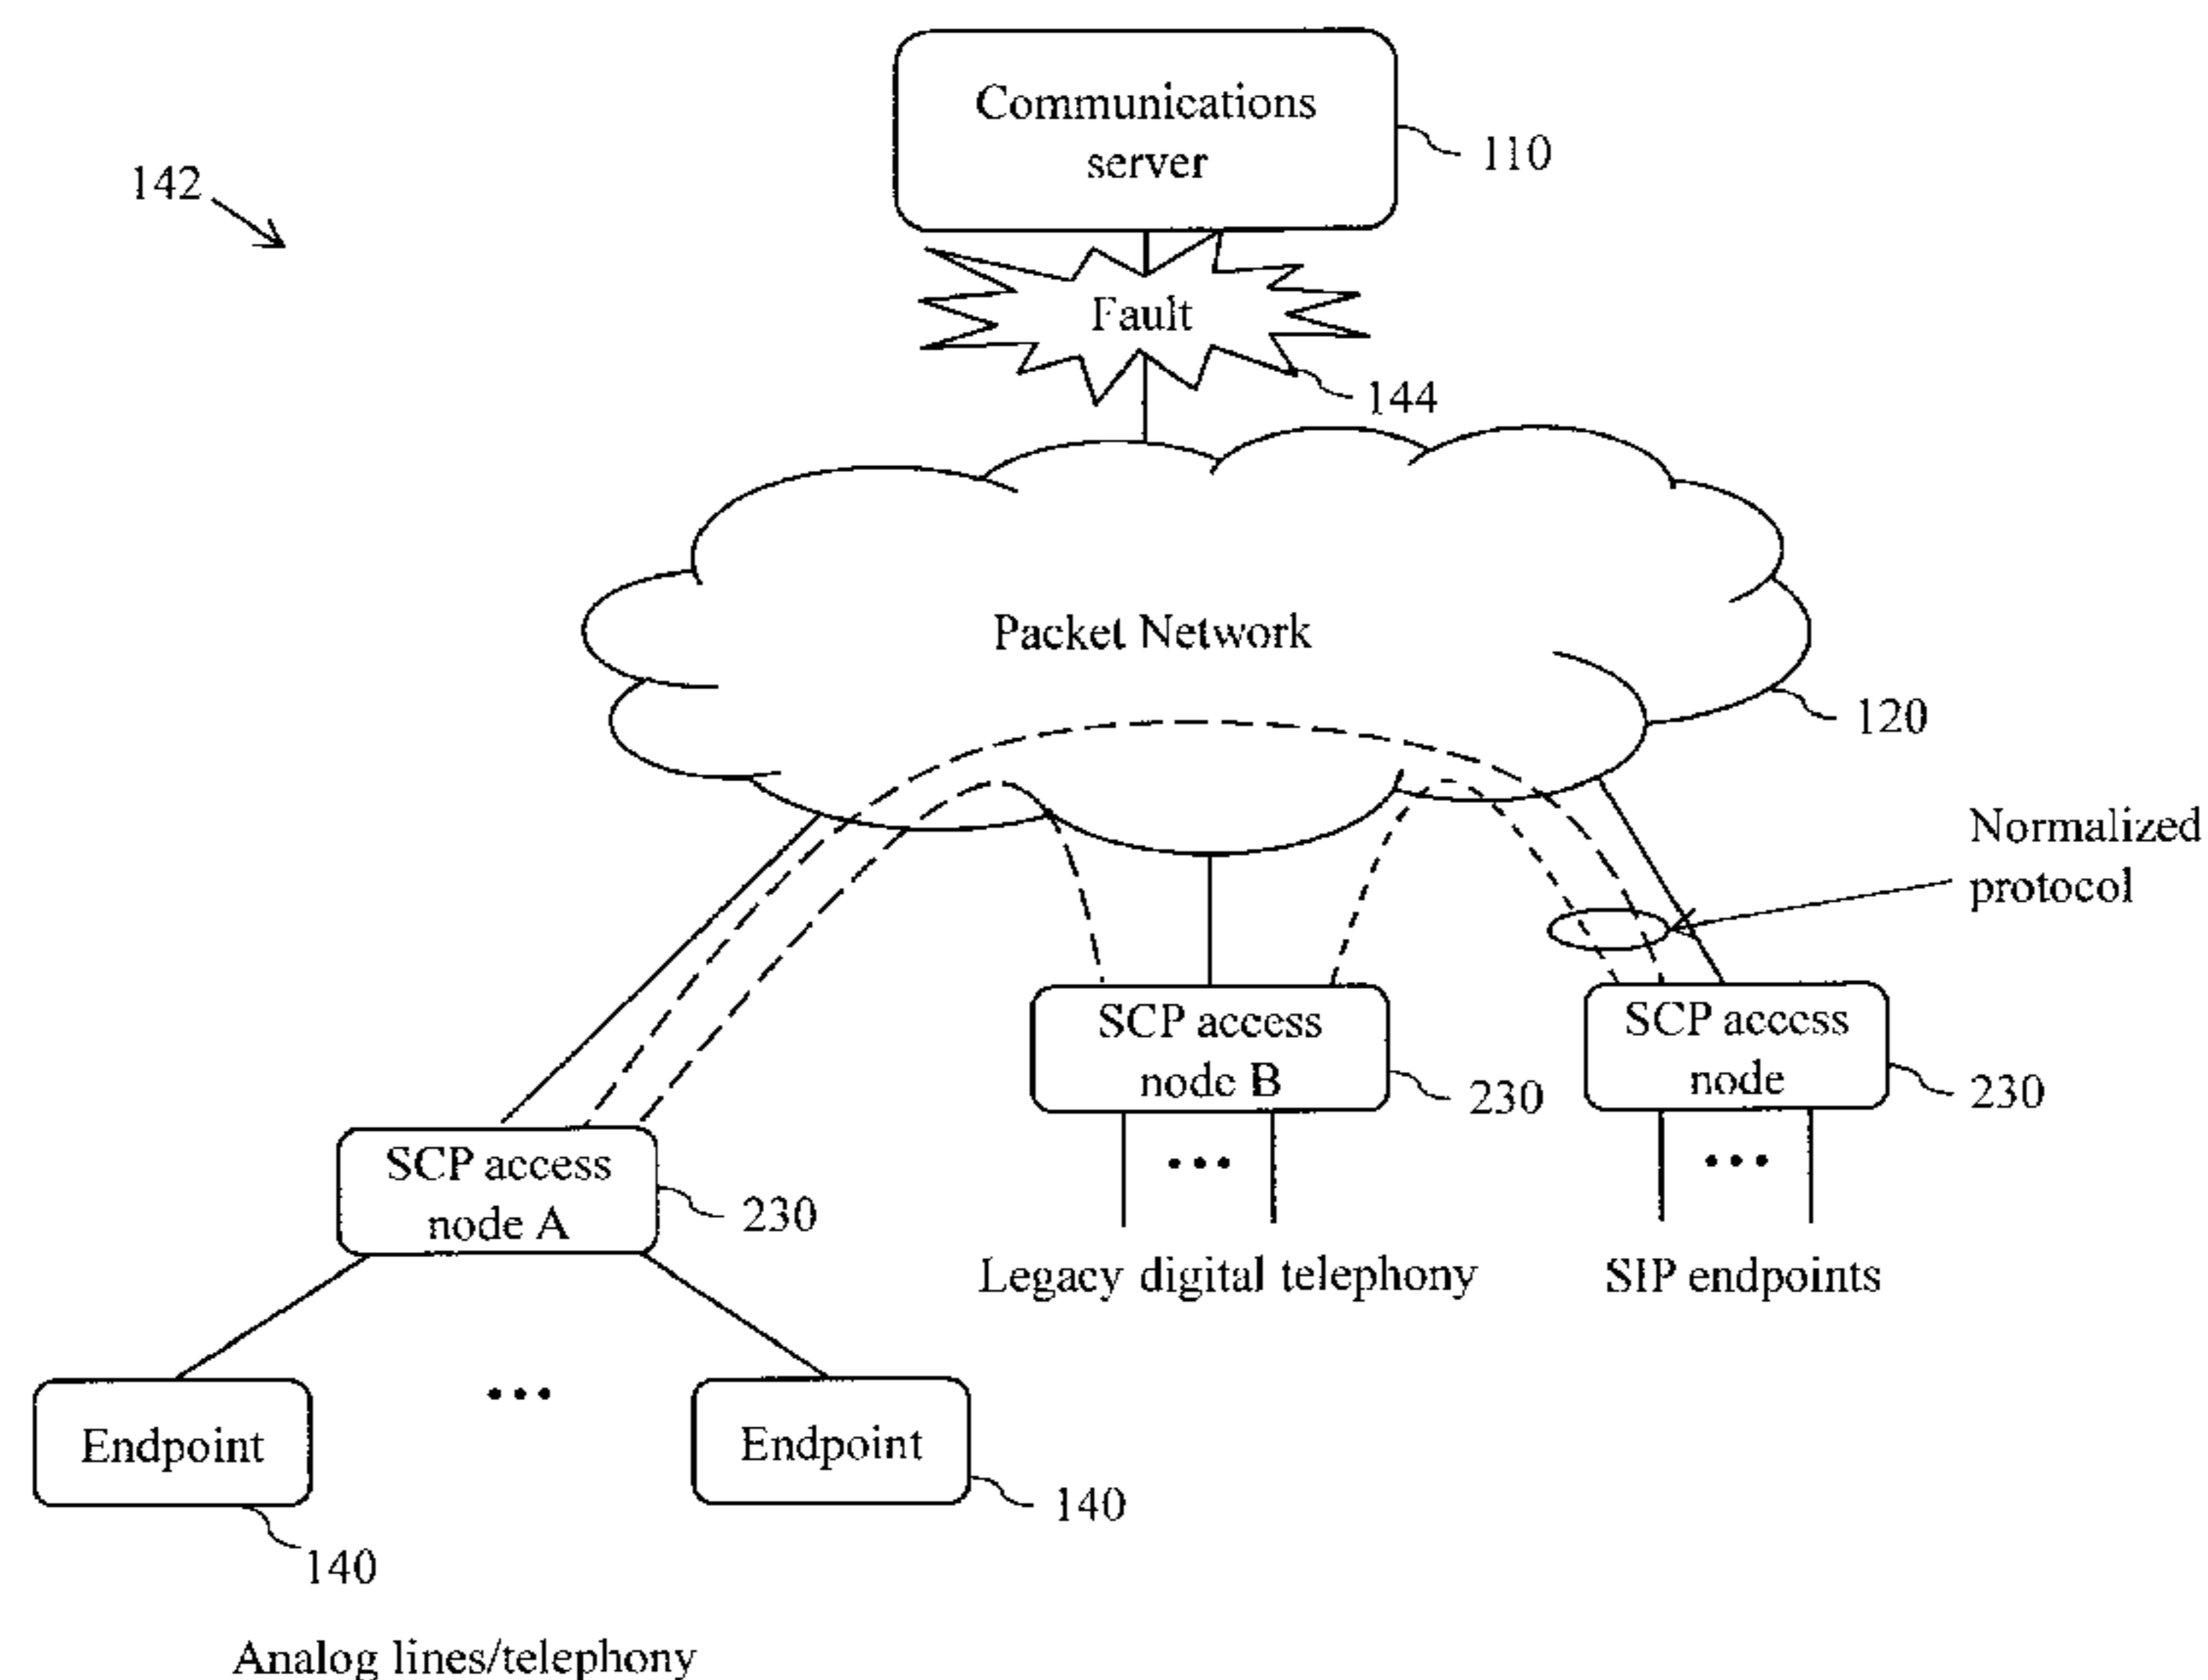 Communications
server
110
142
Fault
144
Packet Network
120
Normalized
protocol
SCP access
node B
230
SCP access
node
230
SCP access
node A
230
Legacy digital telephony
SIP endpoints
Endpoint
Endpoint
140
140
Analog lines/telephony